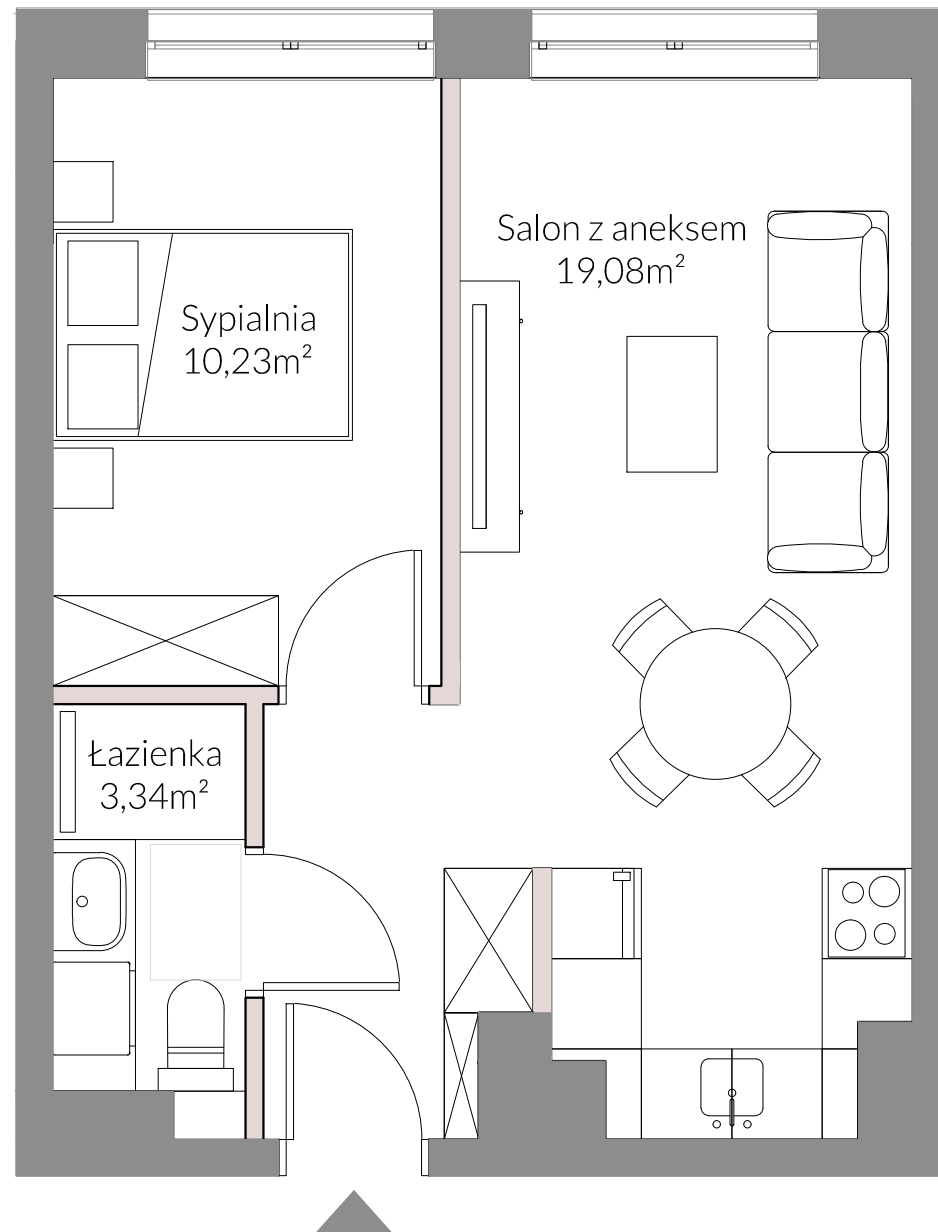 Salon z aneksem
19,08m²
Sypialnia
10,23m²
Łazienka
3,34m²